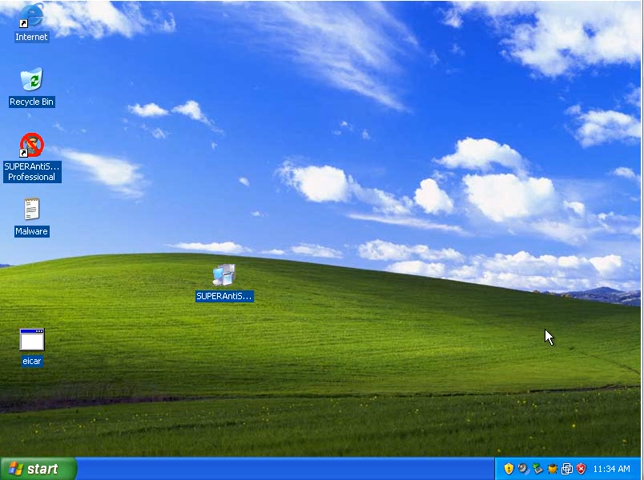 Internet
Recycle Bin
SUPERAntiS...
Professional
Malware
SUPERAntiS...
eicar
start
11:34 AM